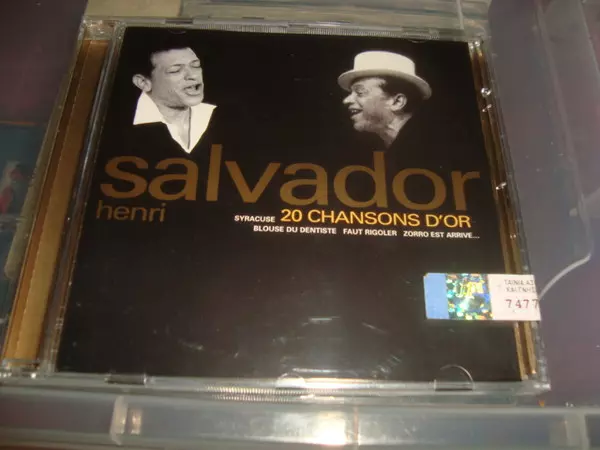 salvador
henri
SYRACUSE 20 CHANSONS D'OR
BLOUSE DU DENTISTE FAUT RIGOLER ZORRO EST ARRIVE...
7477